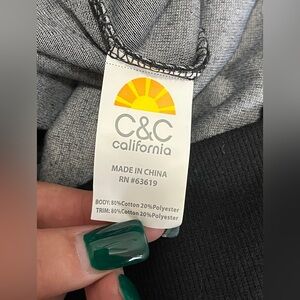 C&C
california
MADE IN CHINA
RN #63619
BODY: 80%Cotton 20%Polyester
TRIM: 80%Cotton 20%Polyester